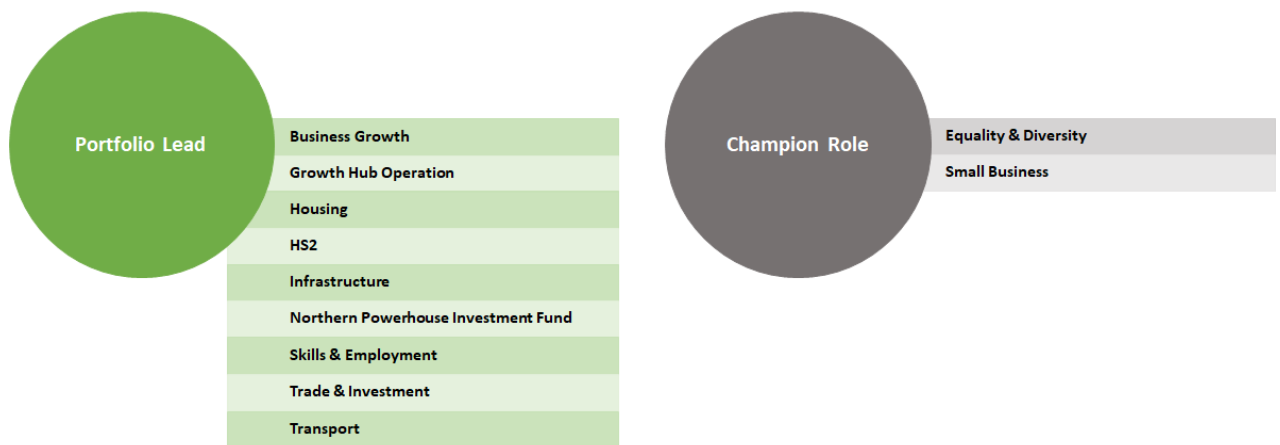 Portfolio Lead
Business Growth
Growth Hub Operation
Housing
HS2
Infrastructure
Northern Powerhouse Investment Fund
Skills & Employment
Trade & Investment
Transport
Champion Role
Equality & Diversity
Small Business